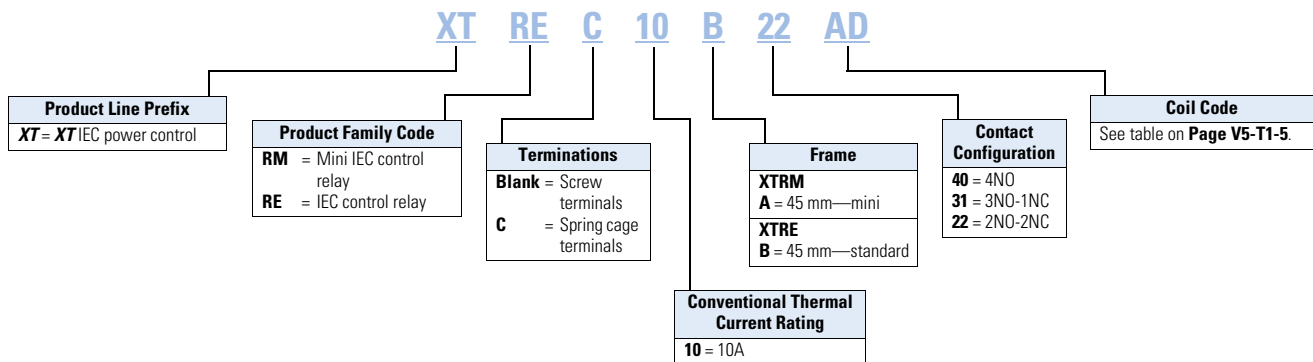 XT RE C 10 B 22 AD
Product Line Prefix
XT = XT IEC power control
Product Family Code
RM = Mini IEC control
relay
RE = IEC control relay
Terminations
Blank = Screw
terminals
C = Spring cage
terminals
Conventional Thermal
Current Rating
10 = 10A
Frame
XTRM
A = 45 mm—mini
XTRE
B = 45 mm—standard
Contact
Configuration
40 = 4NO
31 = 3NO-1NC
22 = 2NO-2NC
Coil Code
See table on Page V5-T1-5.